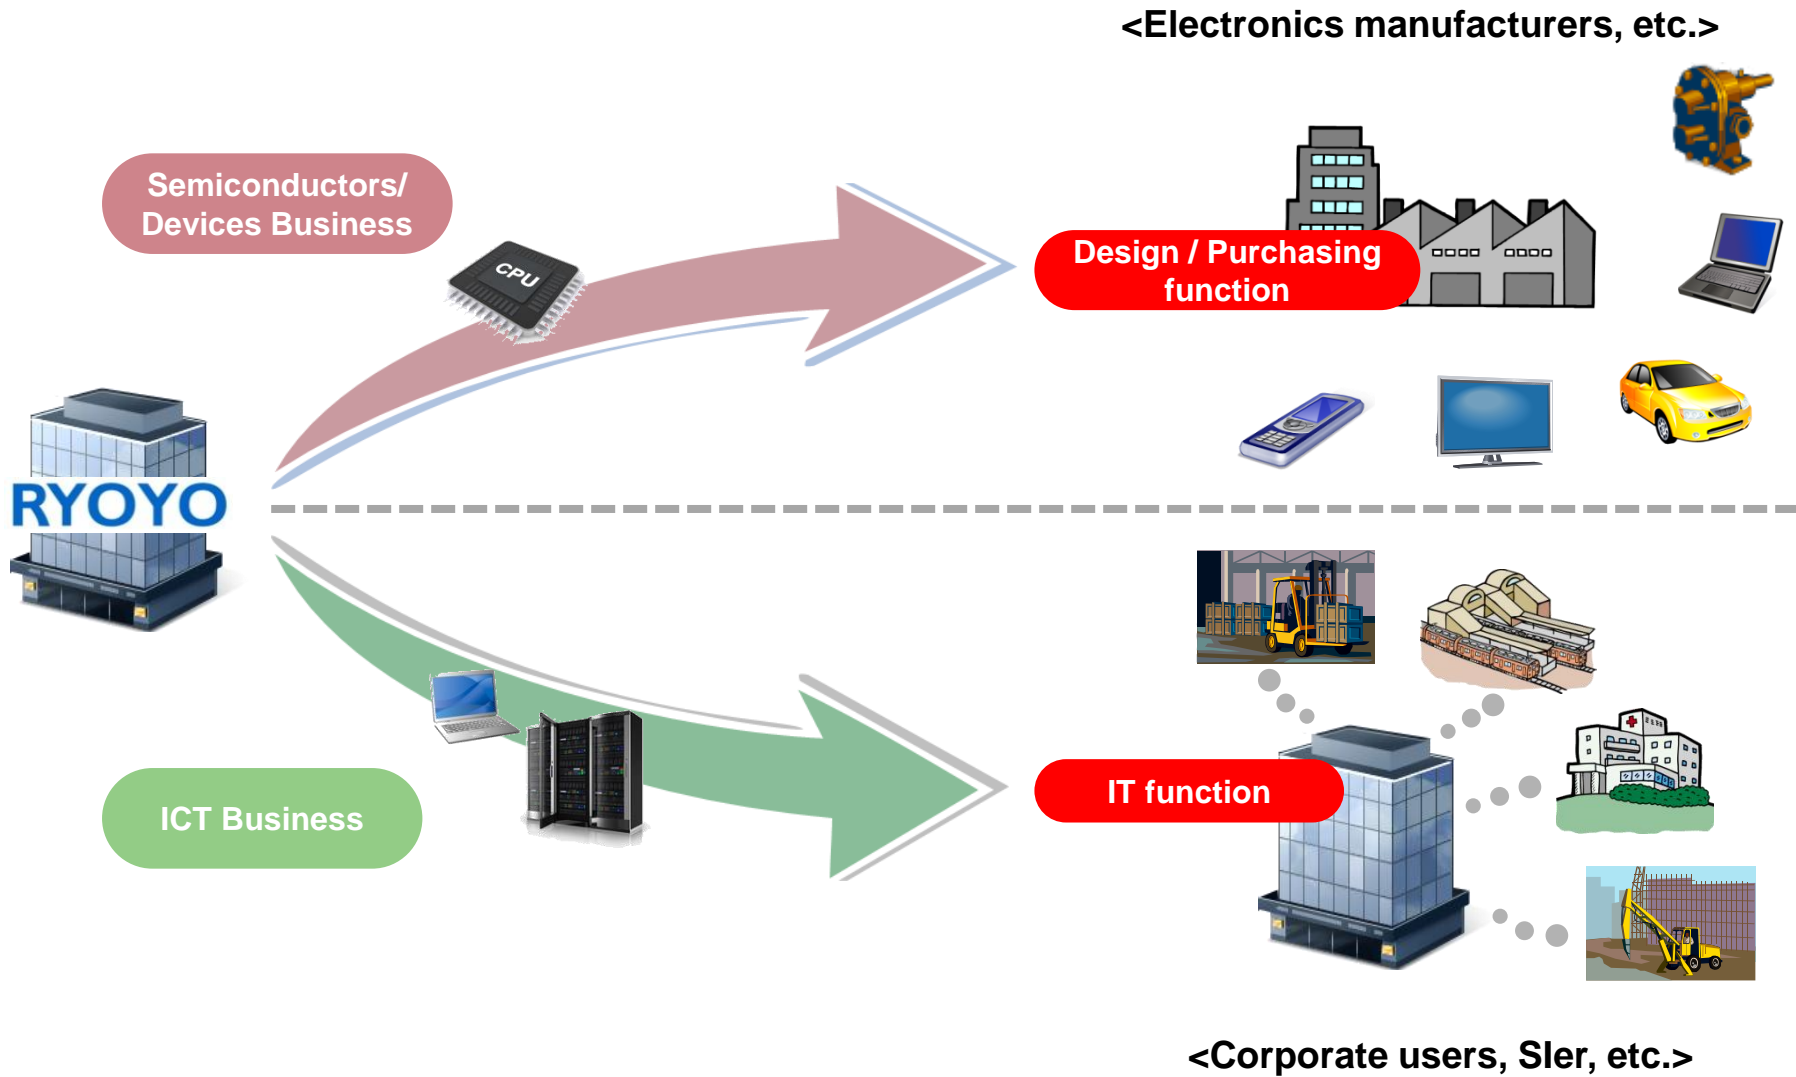 <Electronics manufacturers, etc.>
Semiconductors/
Devices Business
CPU
Design / Purchasing
function
RYOYO
IT function
ICT Business
<Corporate users, SIer, etc.>